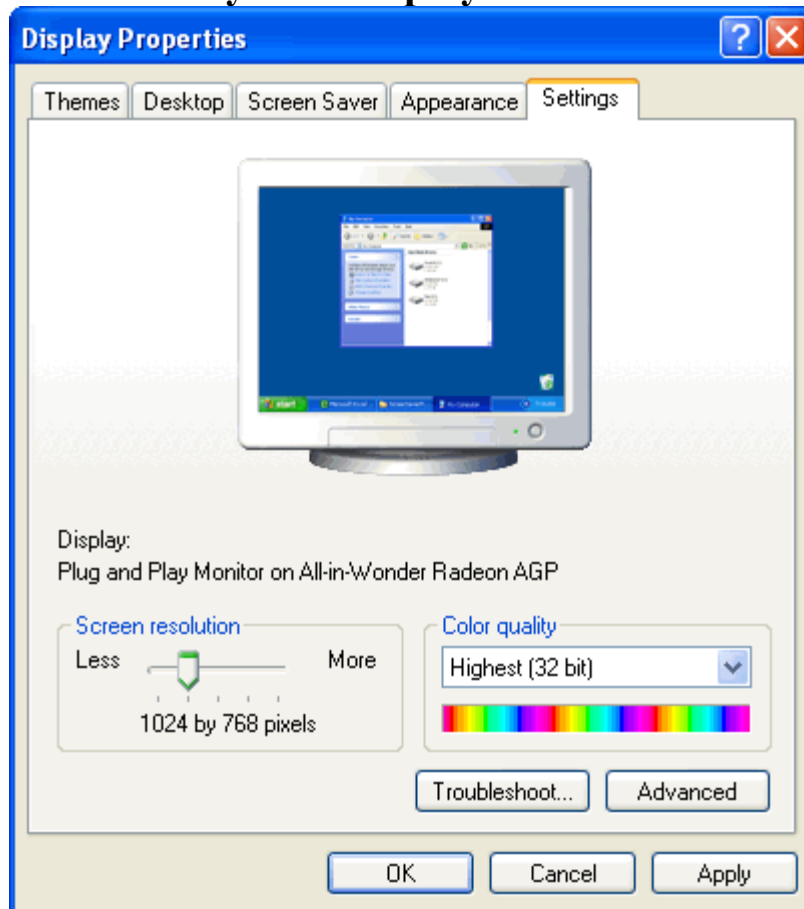 Display Properties
Themes Desktop Screen Saver Appearance Settings
start
Display:
Plug and Play Monitor on All-in-Wonder Radeon AGP
Screen resolution
Color quality
Less More
Highest (32 bit)
1024 by 768 pixels
Troubleshoot... Advanced
OK Cancel Apply